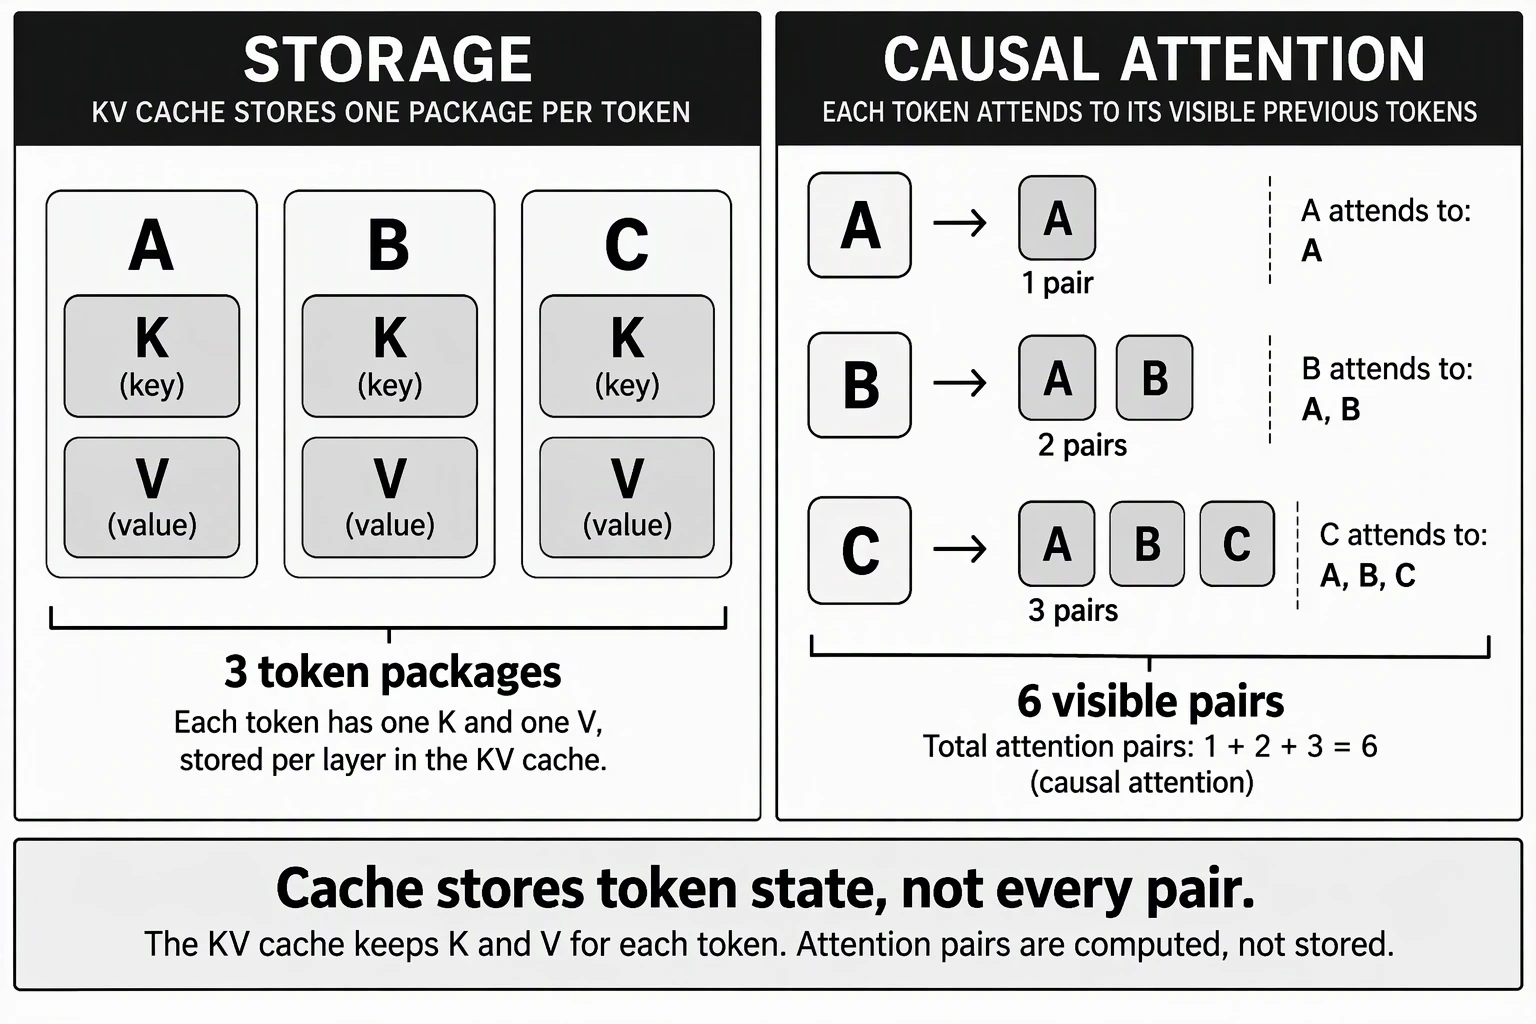 STORAGE
KV CACHE STORES ONE PACKAGE PER TOKEN
A
K
(key)
V
(value)
B
K
(key)
V
(value)
C
K
(key)
V
(value)
3 token packages
Each token has one K and one V,
stored per layer in the KV cache.
CAUSAL ATTENTION
EACH TOKEN ATTENDS TO ITS VISIBLE PREVIOUS TOKENS
A → A
1 pair
A attends to:
A
B → A B
2 pairs
B attends to:
A, B
C → A B C
3 pairs
C attends to:
A, B, C
6 visible pairs
Total attention pairs: 1 + 2 + 3 = 6
(causal attention)
Cache stores token state, not every pair.
The KV cache keeps K and V for each token. Attention pairs are computed, not stored.